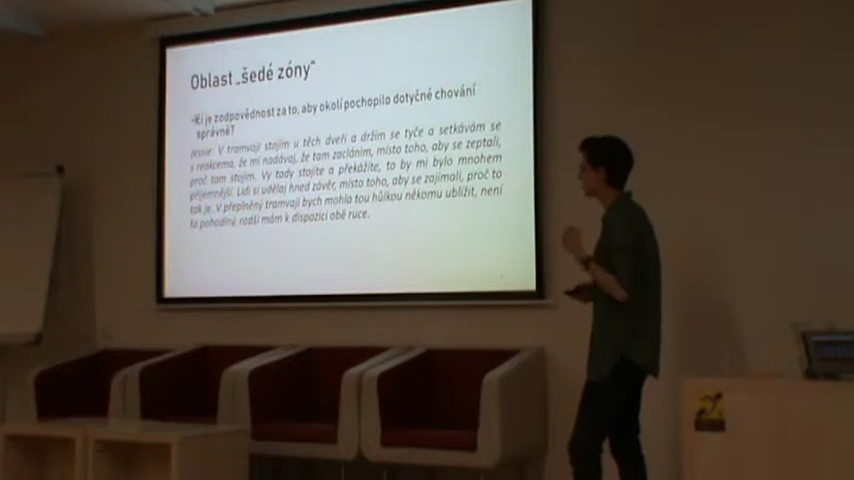 Oblast „šedé zóny“
-Čí je zodpovědnost za to, aby okolí pochopilo dotyčné chování
správně?
Jessie: V tramvaji stojím u těch dveří a držím se tyče a setkávám se
s reakcema, že mi nadávají, že tam zacláním, místo toho, aby se zeptali,
proč tam stojím. Vy tady stojíte a překážíte, to by mi bylo mnohem
příjemnější. Lidi si udělaj hned závěr, místo toho, aby se zajímali, proč to
tak je. V přeplněný tramvaji bych mohla tou hůlkou někomu ublížit, není
to pohodlný, radši mám k dispozici obě ruce.